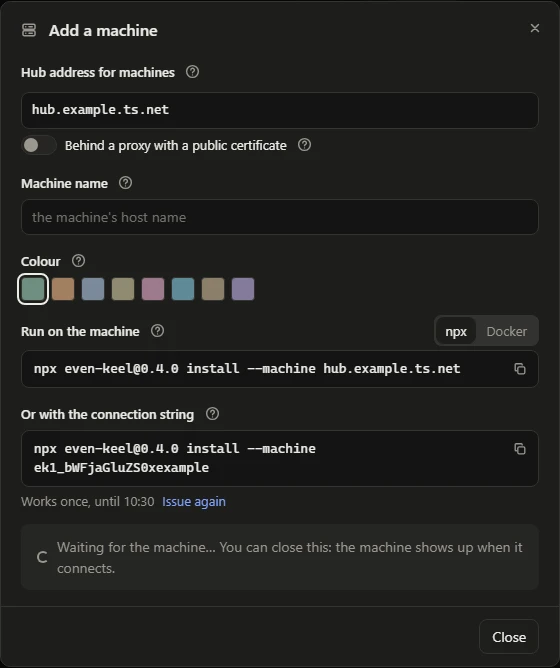 Add a machine
Hub address for machines
hub.example.ts.net
Behind a proxy with a public certificate
Machine name
the machine's host name
Colour
Run on the machine
npx Docker
npx even-keel@0.4.0 install --machine hub.example.ts.net
Or with the connection string
npx even-keel@0.4.0 install --machine
ek1_bWFjaGluZS0xexample
Works once, until 10:30 Issue again
Waiting for the machine... You can close this: the machine shows up when it
connects.
Close